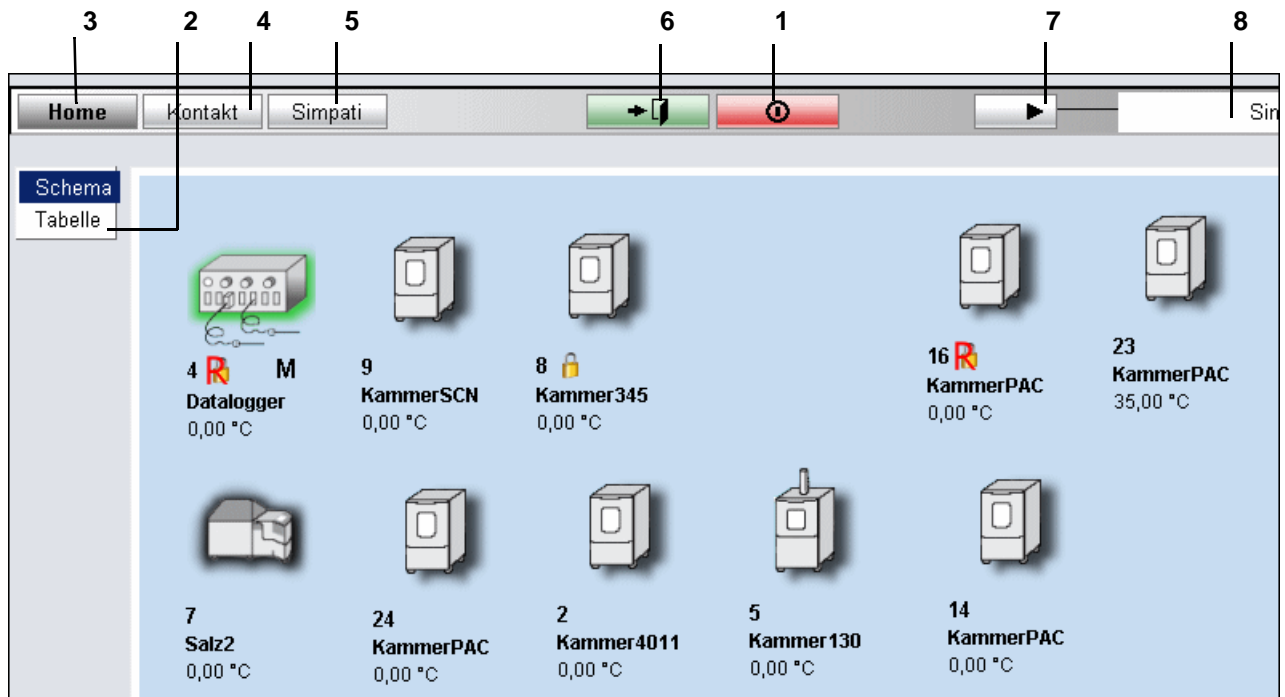 3 2 4 5 6 1 7 8
Home Kontakt Simpati Sin
Schema
Tabelle
4 R M
Datalogger
0,00 °C
9
KammerSCN
0,00 °C
8
Kammer345
0,00 °C
16 R
KammerPAC
0,00 °C
23
KammerPAC
35,00 °C
7
Salz2
0,00 °C
24
KammerPAC
0,00 °C
2
Kammer4011
0,00 °C
5
Kammer130
0,00 °C
14
KammerPAC
0,00 °C